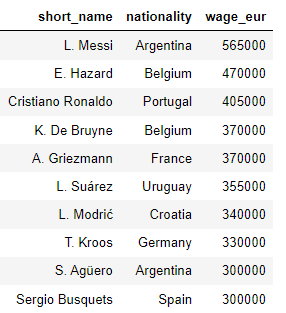 short_name nationality wage_eur
L. Messi Argentina 565000
E. Hazard Belgium 470000
Cristiano Ronaldo Portugal 405000
K. De Bruyne Belgium 370000
A. Griezmann France 370000
L. Suárez Uruguay 355000
L. Modrić Croatia 340000
T. Kroos Germany 330000
S. Agüero Argentina 300000
Sergio Busquets Spain 300000